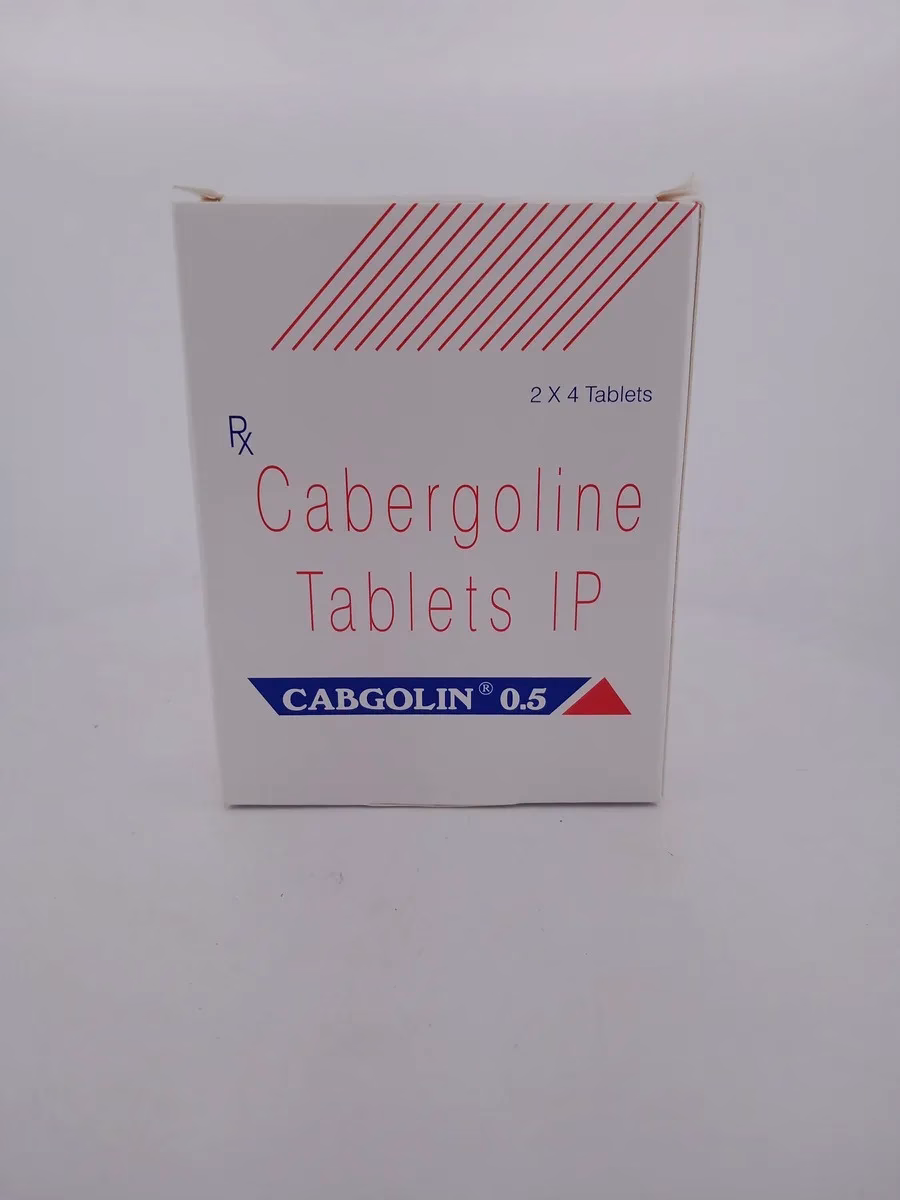 2 X 4 Tablets
Rx
Cabergoline
Tablets IP
CABGOLIN® 0.5